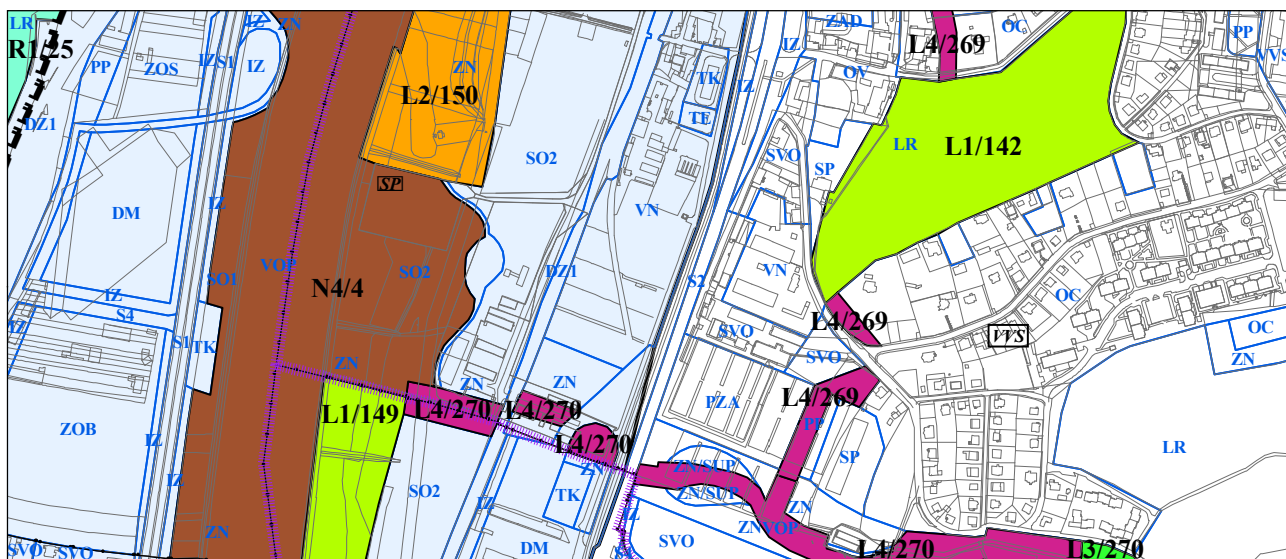 LR
R1/25
PP
ZOS
IZS1
IZ
ZN
IZ
DZ1
DM
IZ
SO1
VOP
N4/4
L2/150
ZN
SP
SO2
SO2
ZN
IZ
S4
S1
TK
ZOB
IZ
IZ
ZN
SVO
SVO
L1/149
L4/270
L4/270
L4/270
ZN
ZN
ZN
SO2
IZ
TK
DM
DZ1
VN
TK
TE
IZ
S2
ZAD
IZ
OV
SVO
SP
VN
SVO
L4/269
OC
LR
L1/142
PP
VVS
OC
VVS
OC
ZN
L4/269
SVO
L4/269
PP
PZA
SP
LR
ZN/SUP
ZN/SUP
ZN
VOP
ZN
IZ
SVO
L4/270
L3/270